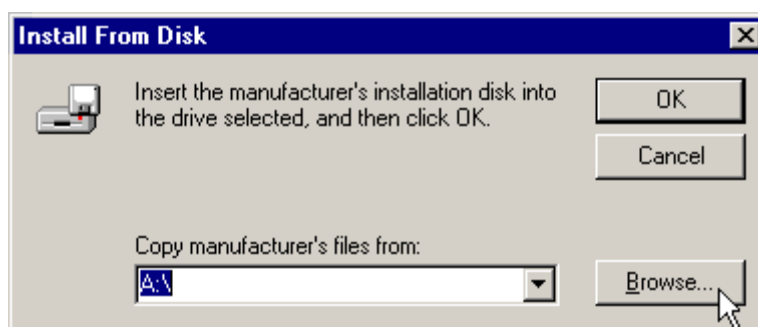 Install From Disk
Insert the manufacturer's installation disk into
the drive selected, and then click OK.
OK
Cancel
Copy manufacturer's files from:
A:\
Browse...